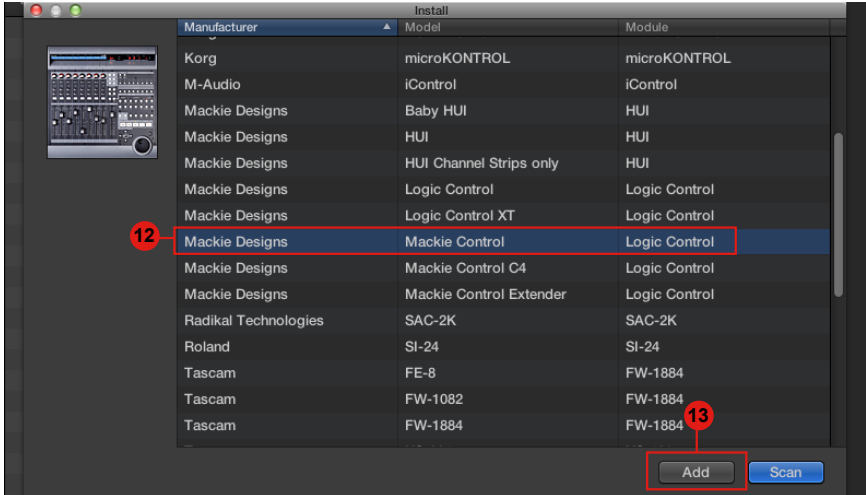 Install
Manufacturer Model Module
Korg microKONTROL microKONTROL
M-Audio iControl iControl
Mackie Designs Baby HUI HUI
Mackie Designs HUI HUI
Mackie Designs HUI Channel Strips only HUI
Mackie Designs Logic Control Logic Control
Mackie Designs Logic Control XT Logic Control
12 Mackie Designs Mackie Control Logic Control
Mackie Designs Mackie Control C4 Logic Control
Mackie Designs Mackie Control Extender Logic Control
Radikal Technologies SAC-2K SAC-2K
Roland SI-24 SI-24
Tascam FE-8 FW-1884
Tascam FW-1082 FW-1884
Tascam FW-1884 FW-1884
13
Add Scan